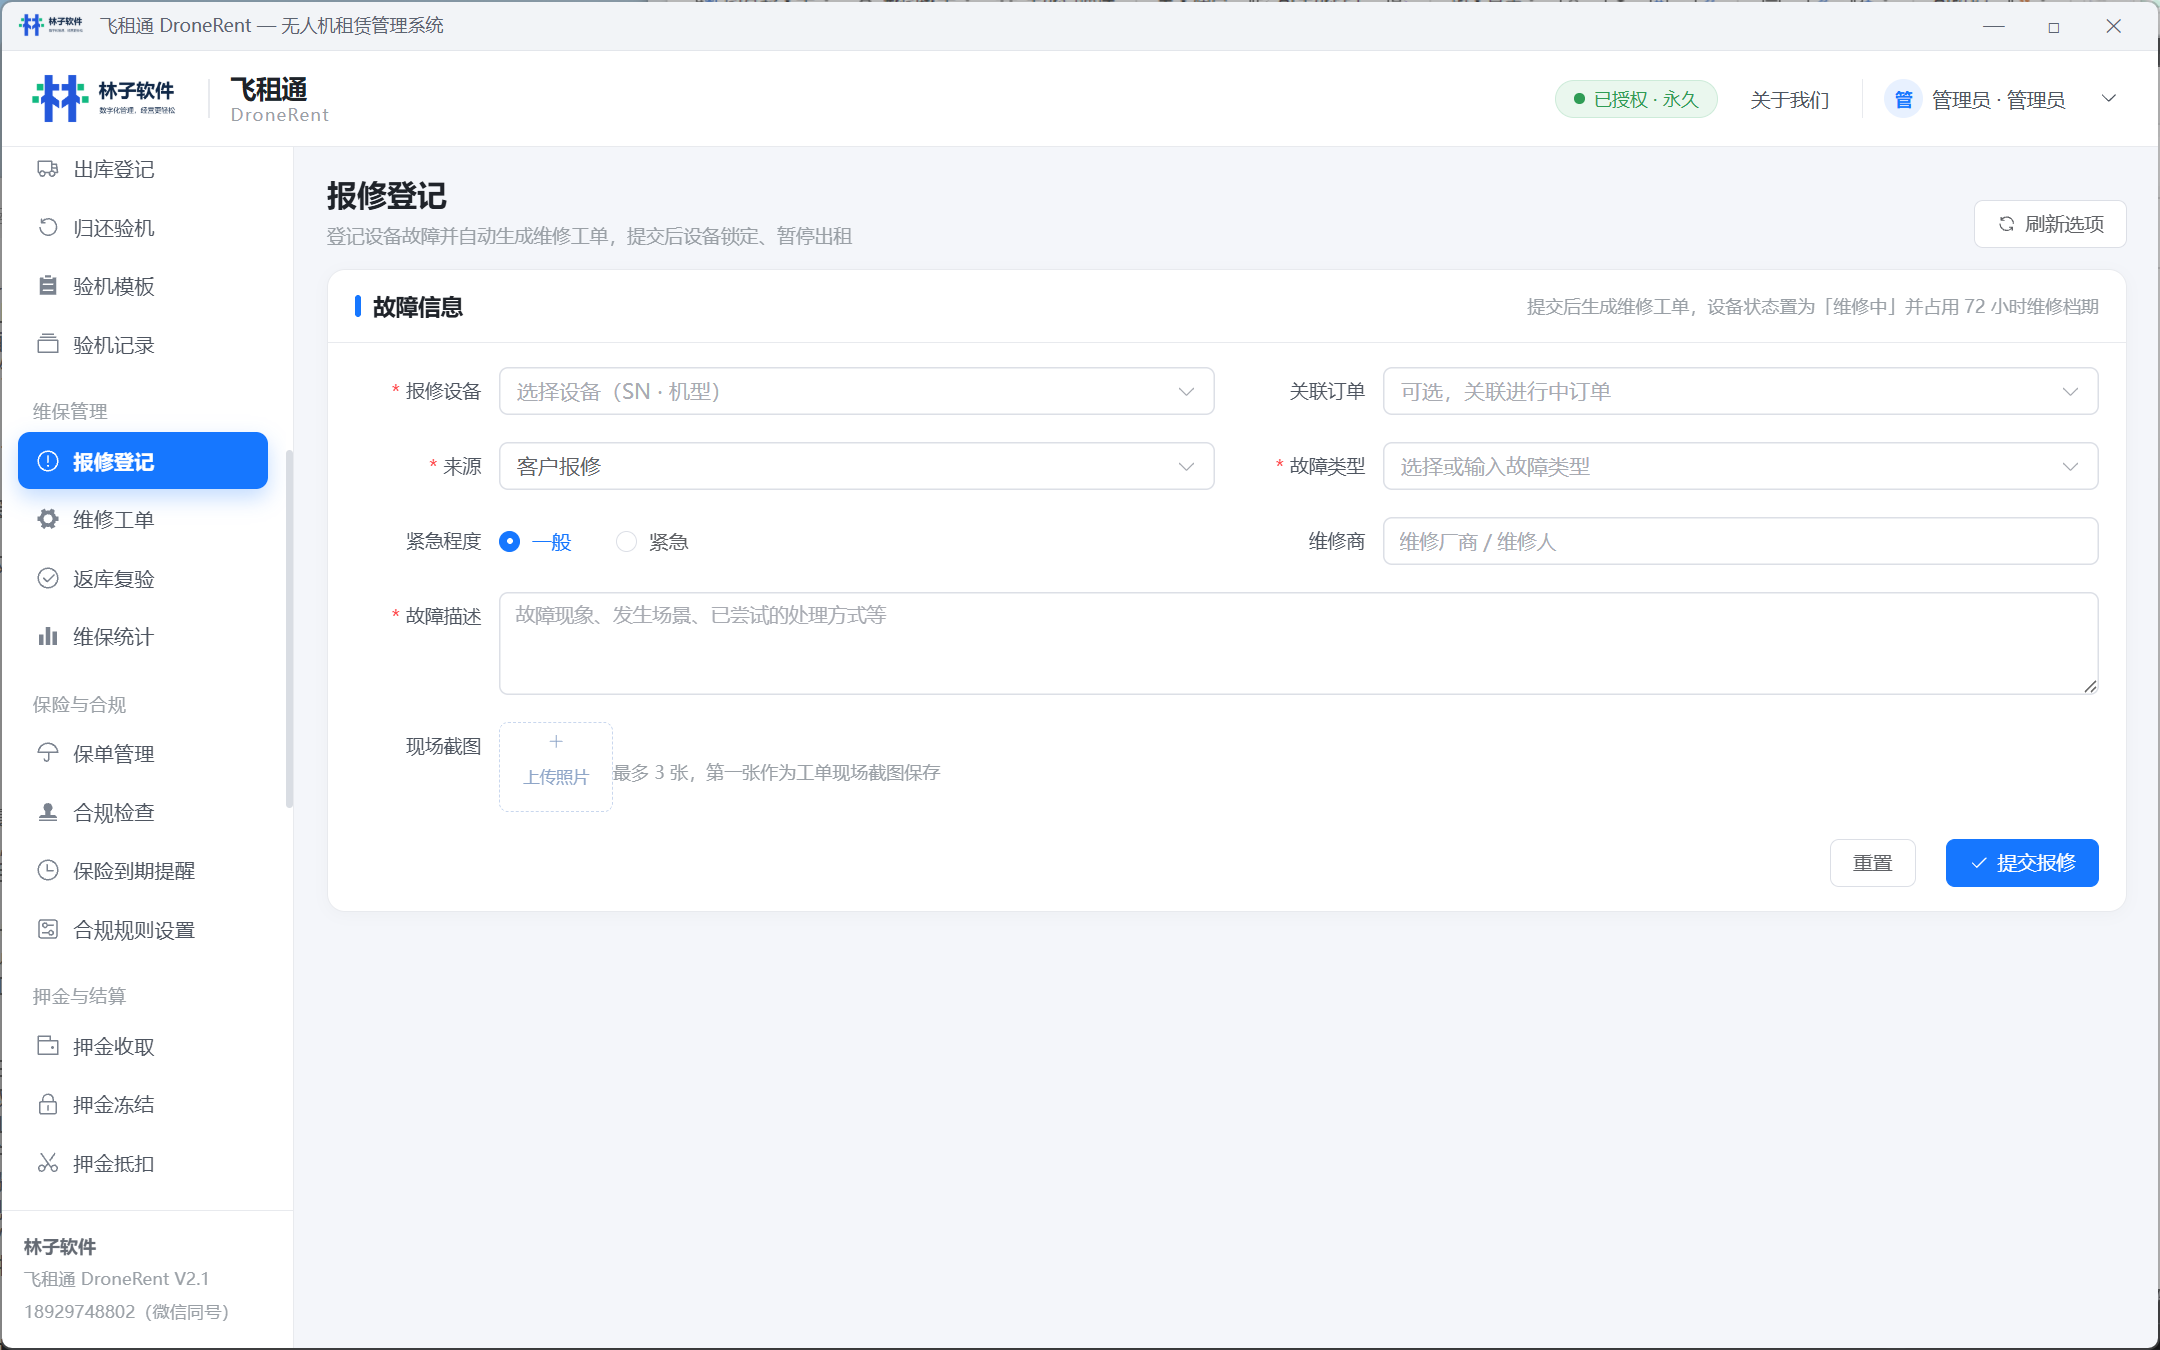 林子软件 飞租通 DroneRent — 无人机租赁管理系统
林子软件
数字化管理，经营更轻松
飞租通
DroneRent
已授权 · 永久
关于我们
管 管理员 · 管理员
出库登记
归还验机
验机模板
验机记录
维保管理
报修登记
维修工单
返库复验
维保统计
保险与合规
保单管理
合规检查
保险到期提醒
合规规则设置
押金与结算
押金收取
押金冻结
押金抵扣
林子软件
飞租通 DroneRent V2.1
18929748802（微信同号）
报修登记
登记设备故障并自动生成维修工单，提交后设备锁定、暂停出租
刷新选项
故障信息
提交后生成维修工单，设备状态置为「维修中」并占用 72 小时维修档期
* 报修设备 选择设备（SN · 机型）
关联订单 可选，关联进行中订单
* 来源 客户报修
* 故障类型 选择或输入故障类型
紧急程度 一般 紧急
维修商 维修厂商 / 维修人
* 故障描述 故障现象、发生场景、已尝试的处理方式等
现场截图 上传照片 最多 3 张，第一张作为工单现场截图保存
重置 提交报修